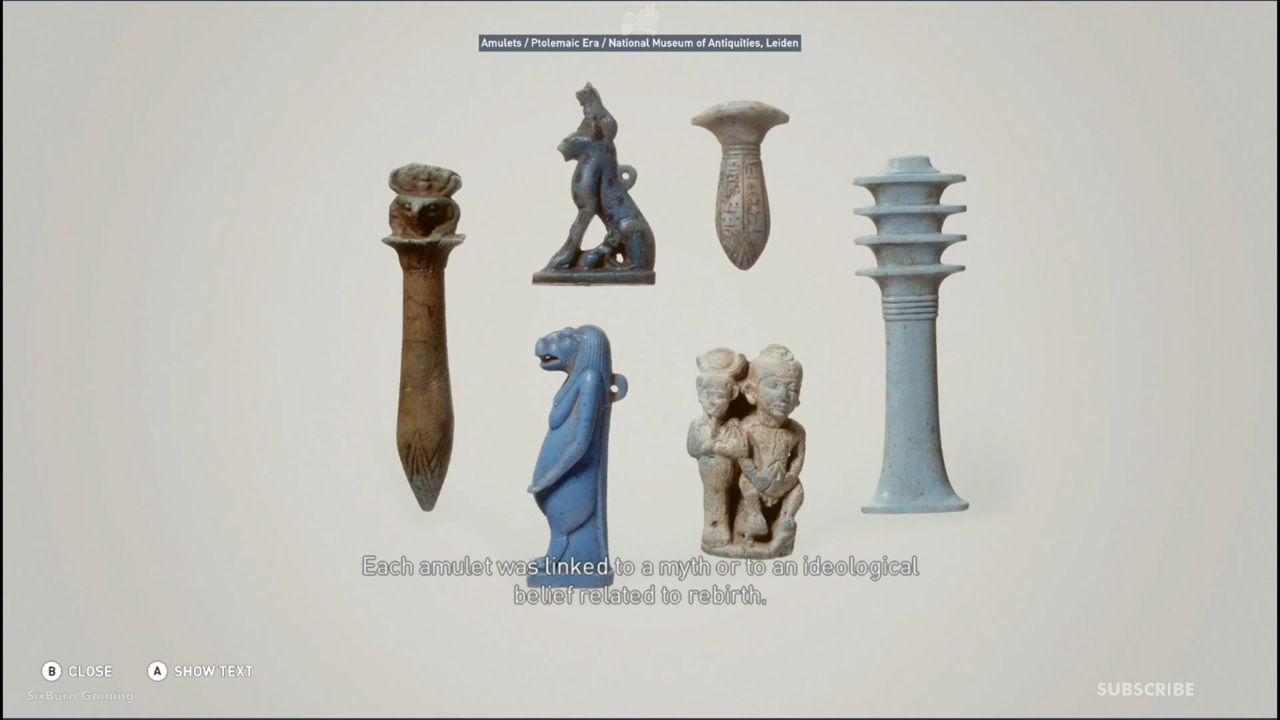 Amulets / Ptolemaic Era / National Museum of Antiquities, Leiden
Each amulet was linked to a myth or to an ideological
belief related to rebirth.
B CLOSE A SHOW TEXT
SixBurn Gaming
SUBSCRIBE